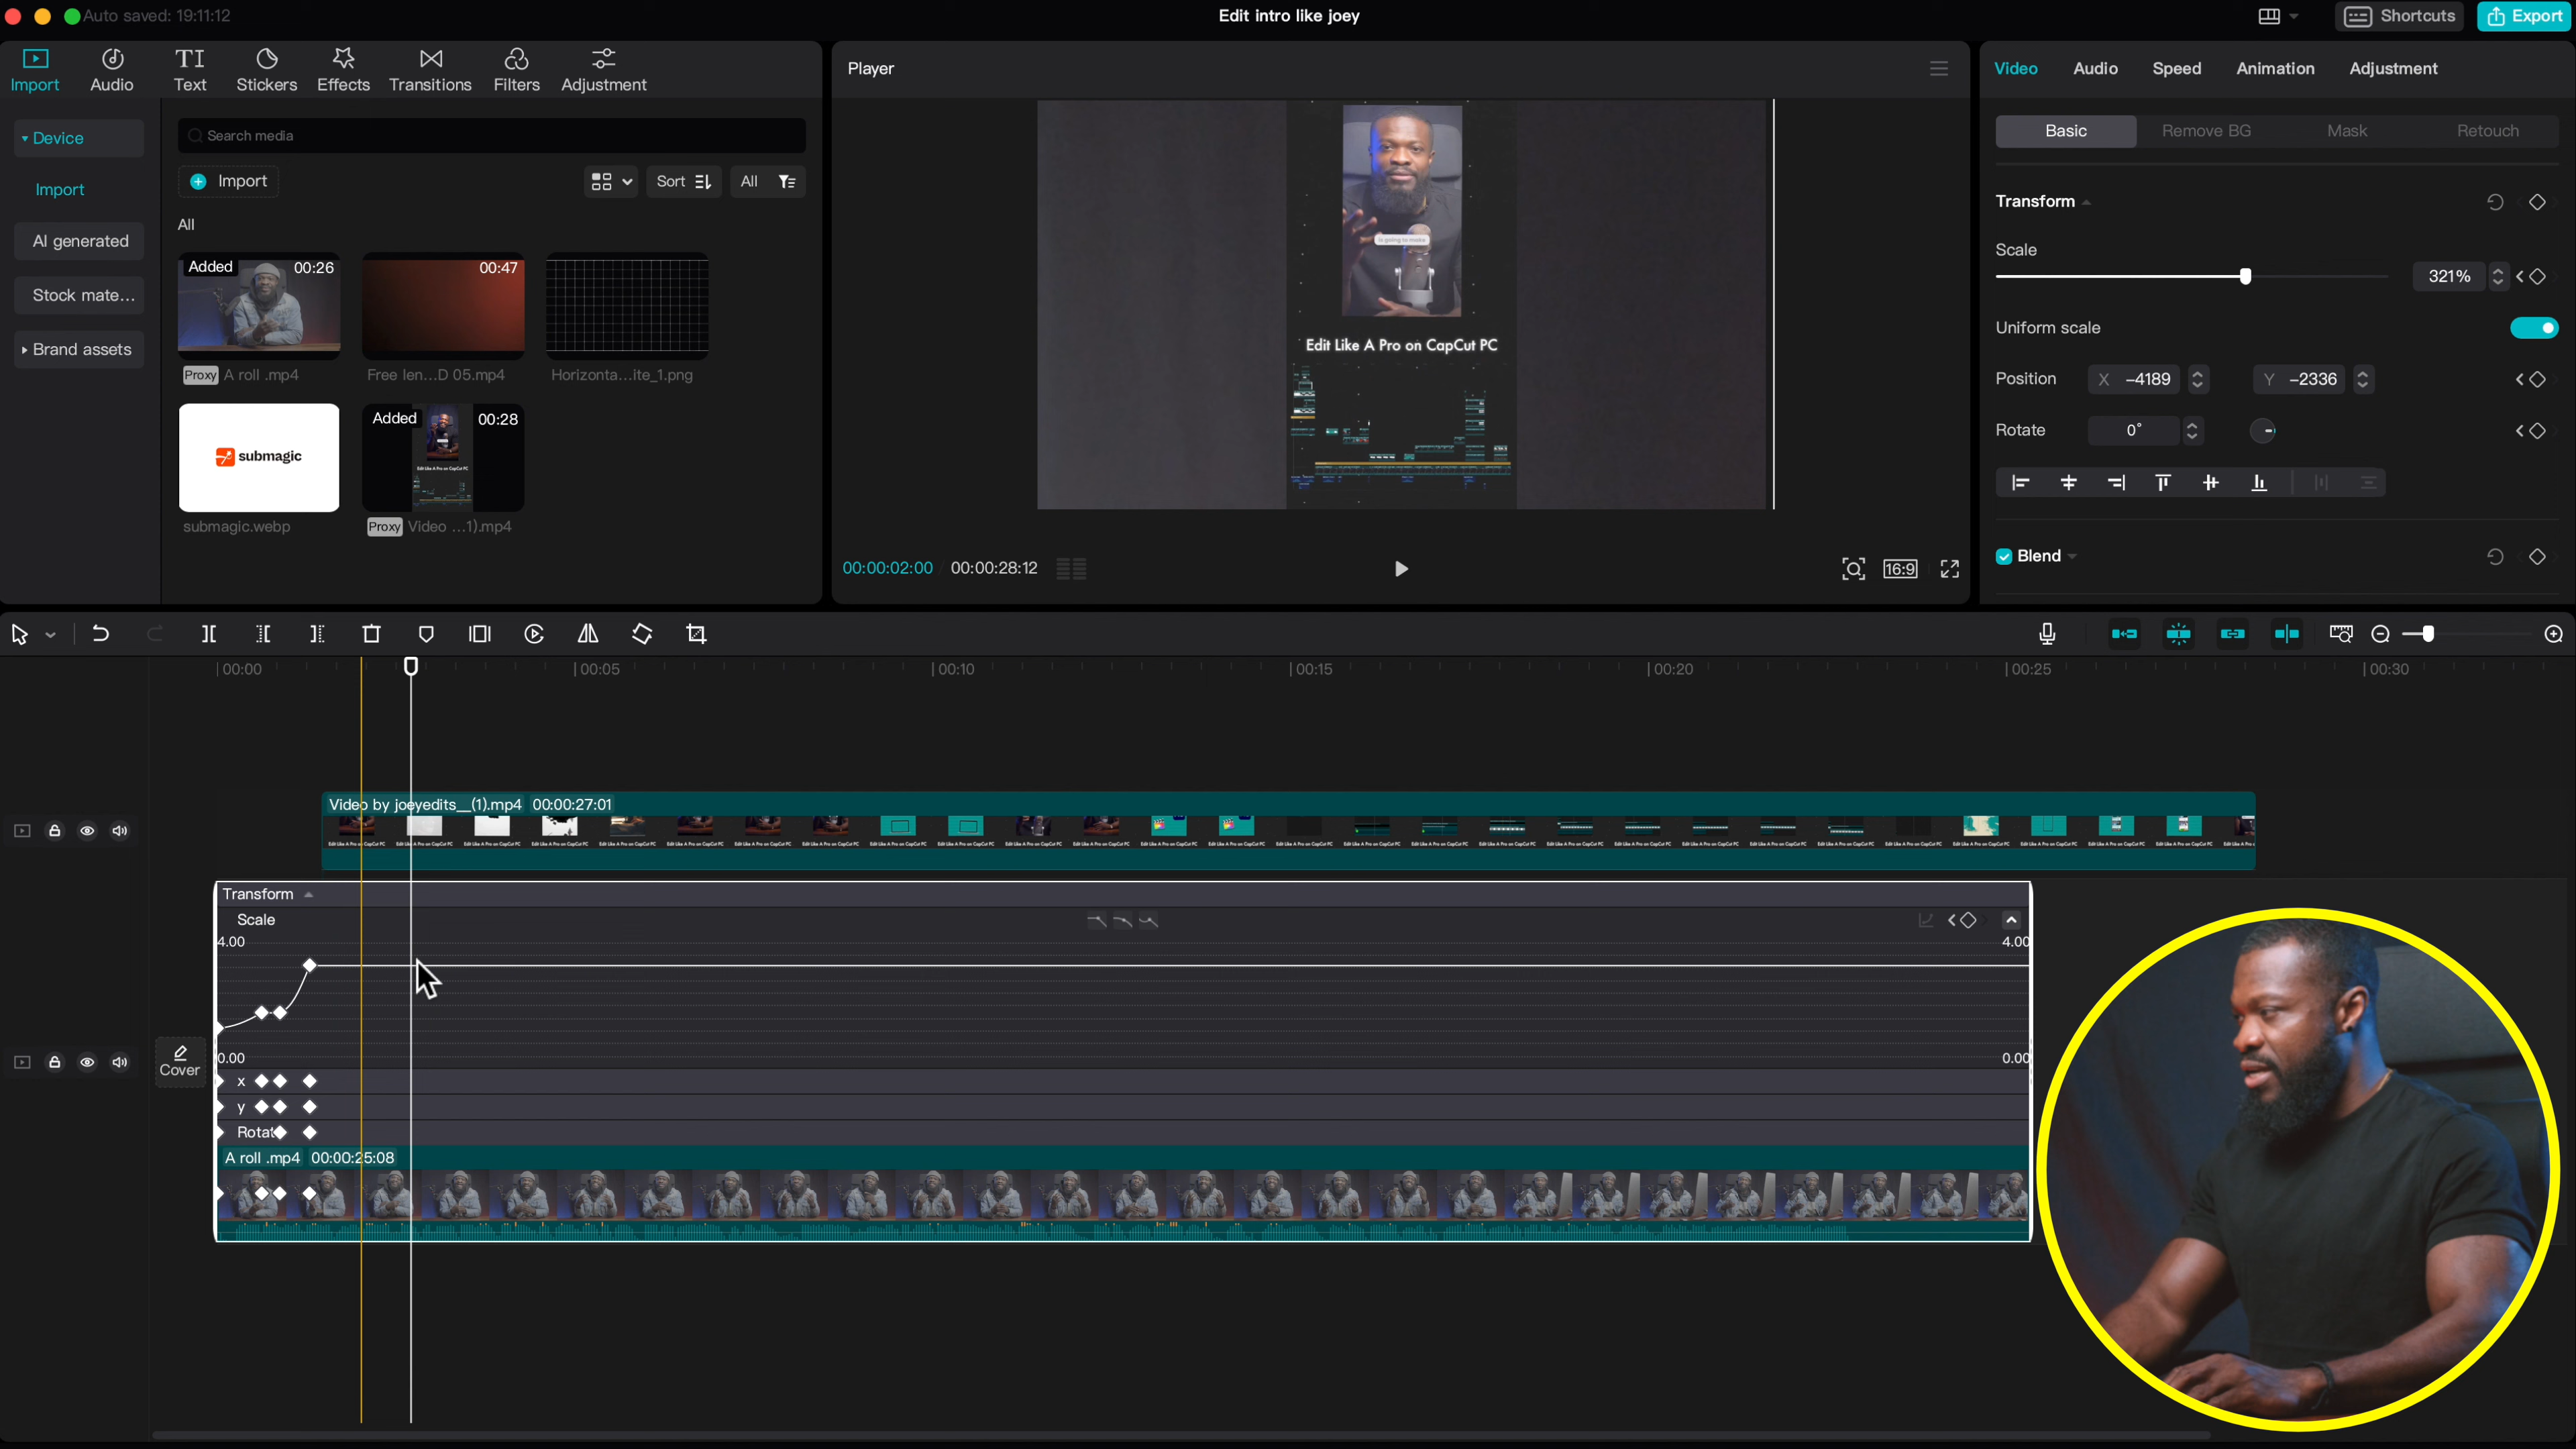 Auto saved: 19:11:12
Edit intro like joey
Shortcuts
Export
Import
Audio
Text
Stickers
Effects
Transitions
Filters
Adjustment
Player
Video
Audio
Speed
Animation
Adjustment
Device
Import
AI generated
Stock mate...
Brand assets
Search media
Import
Sort
All
All
Added
00:26
00:47
Proxy A roll .mp4
Free len...D 05.mp4
Horizonta...ite_1.png
submagic
Added
00:28
submagic.webp
Proxy Video ...1).mp4
is going to make
Edit Like A Pro on CapCut PC
00:00:02:00
00:00:28:12
16:9
Basic
Remove BG
Mask
Retouch
Transform
Scale
321%
Uniform scale
Position
X -4189
Y -2336
Rotate
0°
Blend
00:00
00:05
00:10
00:15
00:20
00:25
00:30
Video by joeyedits__(1).mp4 00:00:27:01
Transform
Scale
4.00
4.00
0.00
0.00
Cover
x
y
Rotat
A roll .mp4 00:00:25:08